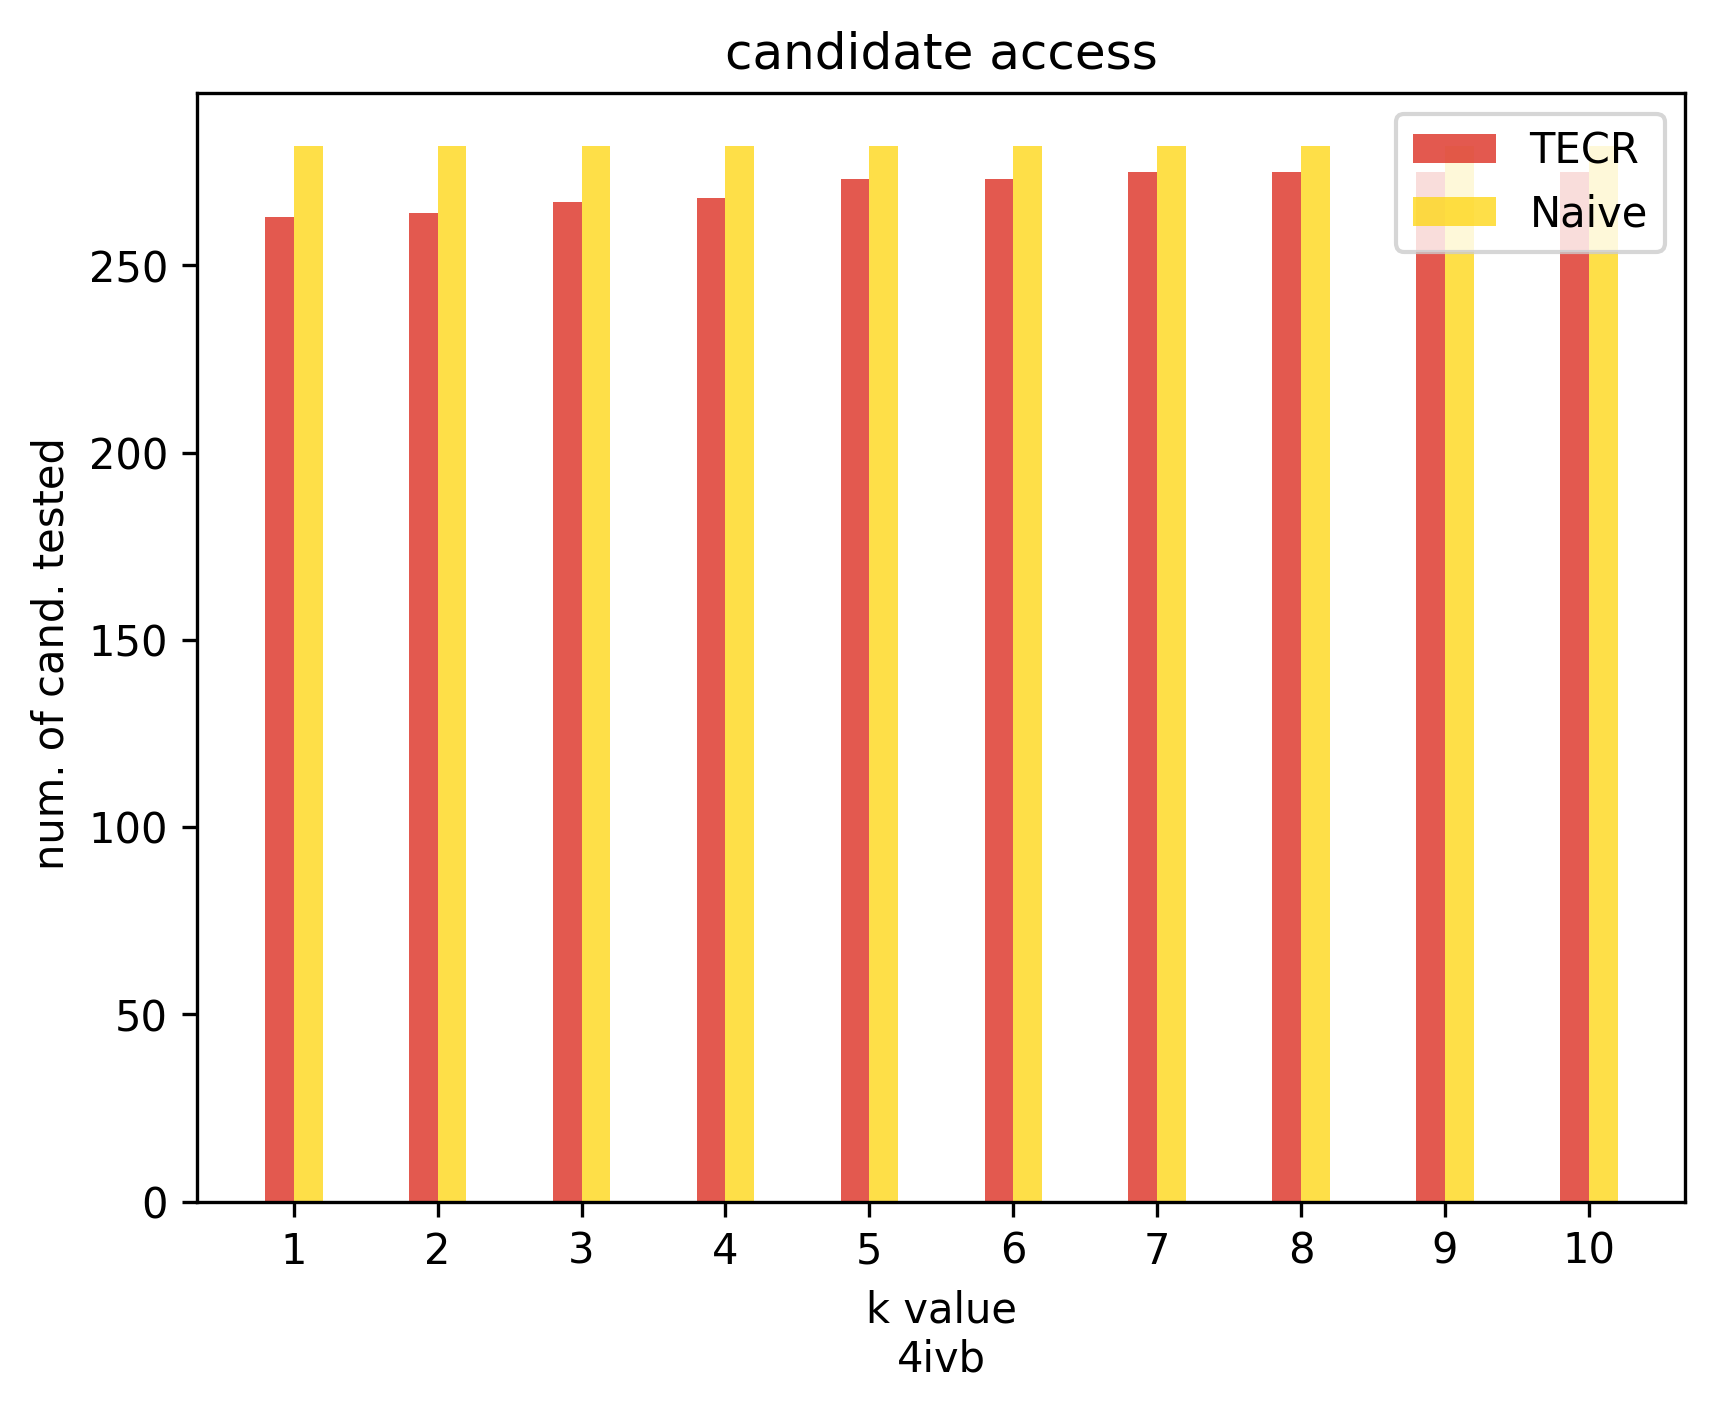 candidate access
TECR
Naive
num. of cand. tested
250
200
150
100
50
0
1 2 3 4 5 6 7 8 9 10
k value
4ivb